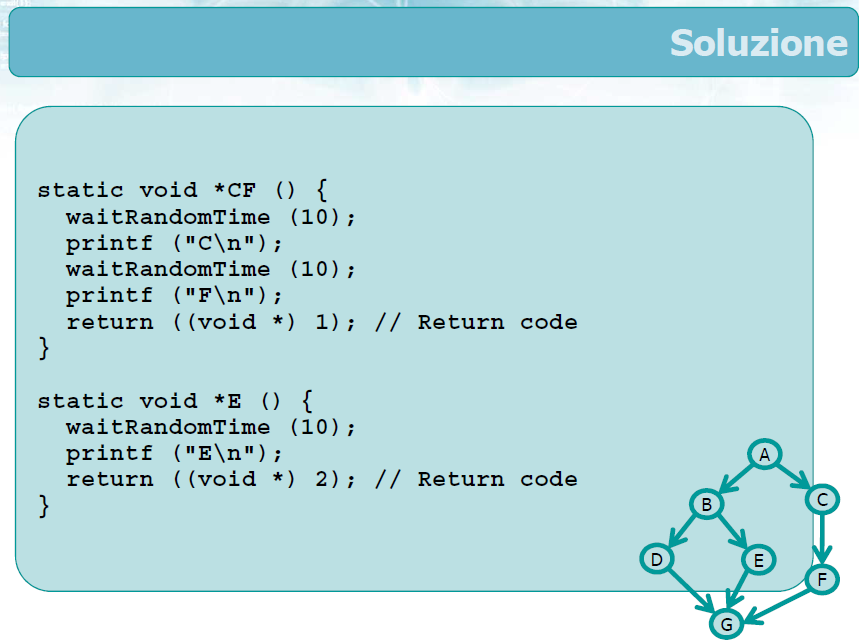 Soluzione
static void *CF () {
waitRandomTime (10);
printf ("C\n");
waitRandomTime (10);
printf ("F\n");
return ((void *) 1); // Return code
}
static void *E () {
waitRandomTime (10);
printf ("E\n");
return ((void *) 2); // Return code
}
A
B
C
D
E
F
G